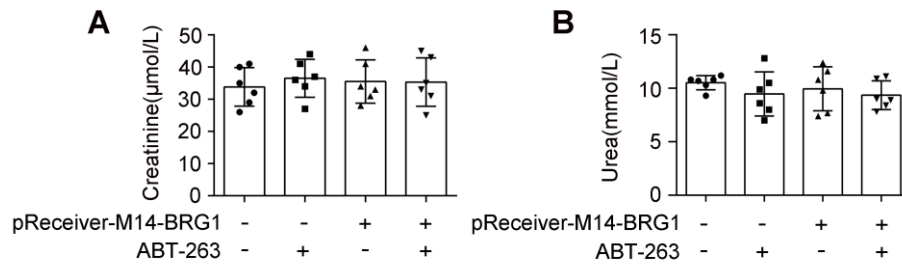 A
Creatinine(μmol/L)
50
40
30
20
10
0
pReceiver-M14-BRG1 - - + +
ABT-263 - + - +
B
Urea(mmol/L)
15
10
5
0
pReceiver-M14-BRG1 - - + +
ABT-263 - + - +